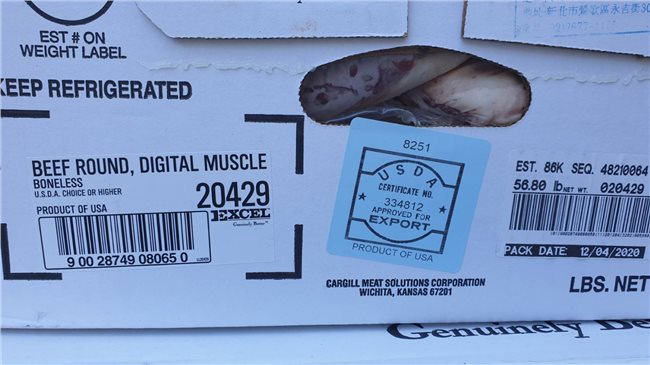 EST # ON
WEIGHT LABEL
KEEP REFRIGERATED
BEEF ROUND, DIGITAL MUSCLE
BONELESS
U.S.D.A. CHOICE OR HIGHER
20429
PRODUCT OF USA
EXCEL
Genuinely Better
9 00 28749 08065 0
8251
USDA
CERTIFICATE NO.
334812
APPROVED FOR
EXPORT
PRODUCT OF USA
CARGILL MEAT SOLUTIONS CORPORATION
WICHITA, KANSAS 67201
EST. 86K SEQ. 48210064
56.80 lb NET WT. 020429
PACK DATE: 12/04/2020
LBS. NET
Genuinely